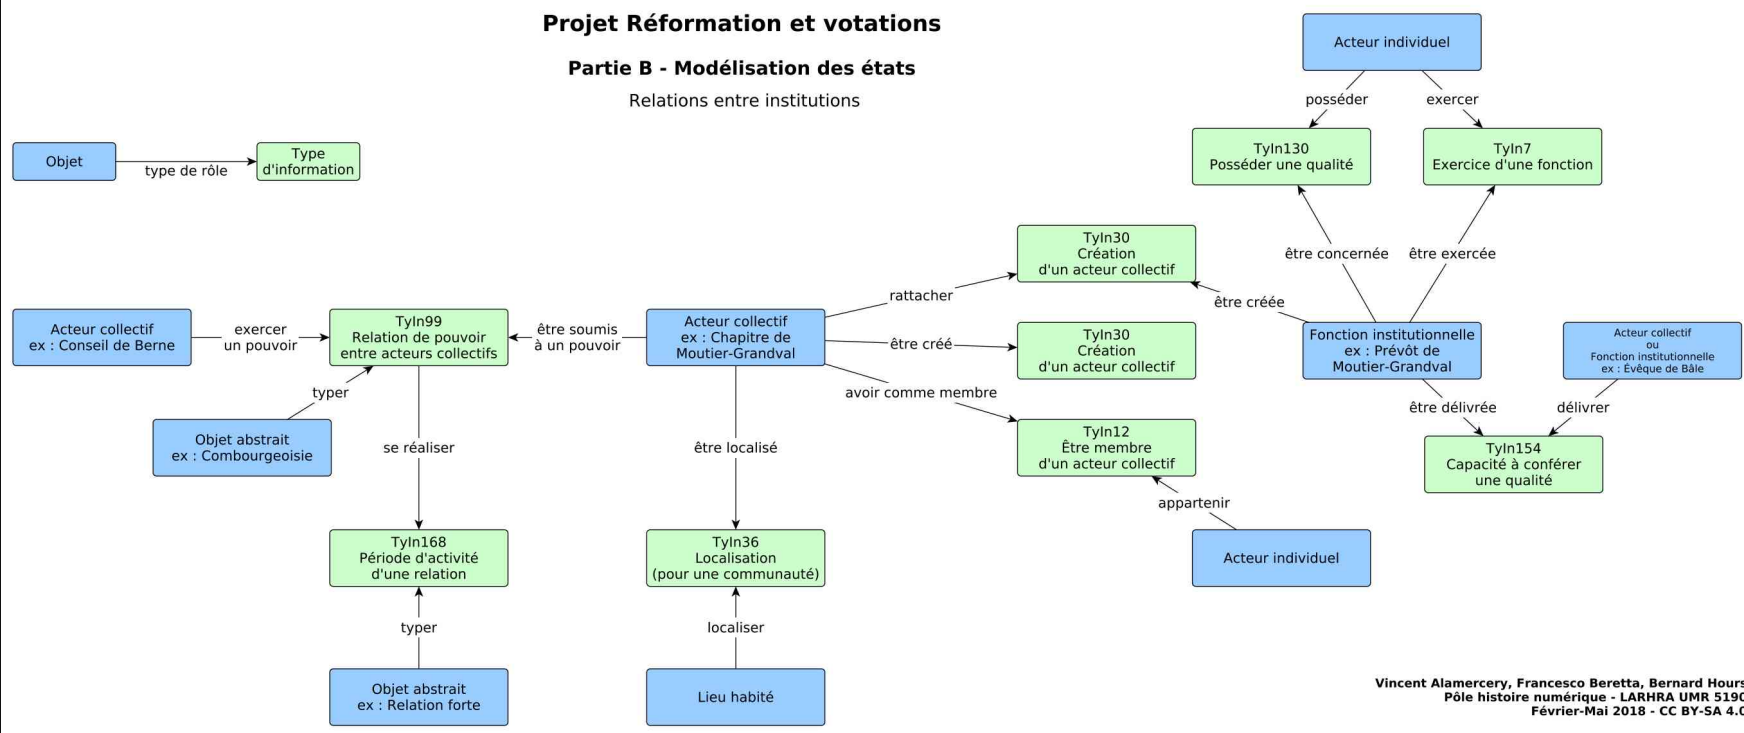 Projet Réformation et votations
Partie B - Modélisation des états
Relations entre institutions
Objet
type de rôle
Type
d'information
Acteur individuel
posséder
exercer
TyIn130
Posséder une qualité
TyIn7
Exercice d'une fonction
être concernée
être exercée
TyIn30
Création
d'un acteur collectif
rattacher
être créée
Acteur collectif
ex : Conseil de Berne
exercer
un pouvoir
TyIn99
Relation de pouvoir
entre acteurs collectifs
être soumis
à un pouvoir
Acteur collectif
ex : Chapitre de
Moutier-Grandval
être créé
TyIn30
Création
d'un acteur collectif
Fonction institutionnelle
ex : Prévôt de
Moutier-Grandval
Acteur collectif
ou
Fonction institutionnelle
ex : Évêque de Bâle
typer
avoir comme membre
être délivrée
délivrer
Objet abstrait
ex : Combourgeoisie
se réaliser
être localisé
TyIn12
Être membre
d'un acteur collectif
TyIn154
Capacité à conférer
une qualité
appartenir
TyIn168
Période d'activité
d'une relation
TyIn36
Localisation
(pour une communauté)
Acteur individuel
typer
localiser
Objet abstrait
ex : Relation forte
Lieu habité
Vincent Alamercery, Francesco Beretta, Bernard Hours
Pôle histoire numérique - LARHRA UMR 5190
Février-Mai 2018 - CC BY-SA 4.0